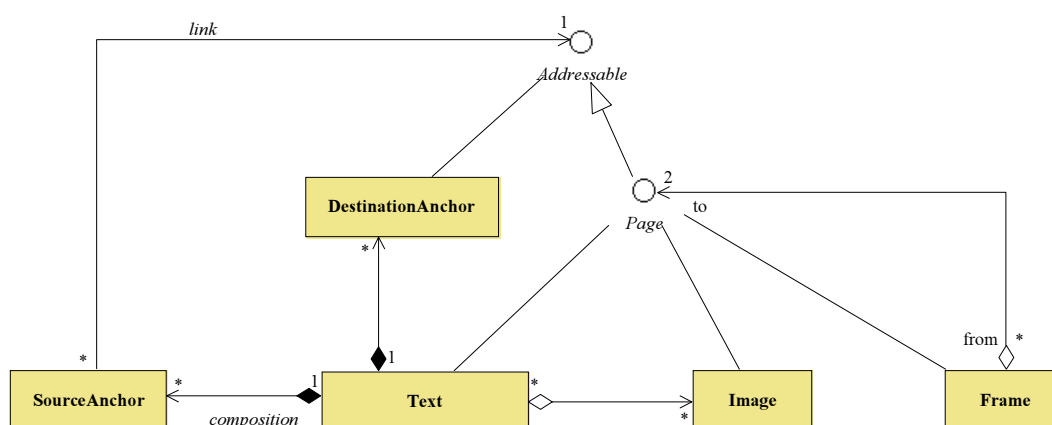 link
1
Addressable
DestinationAnchor
2
to
Page
*
*
1
from
*
SourceAnchor
*
1
composition
Text
*
*
Image
Frame